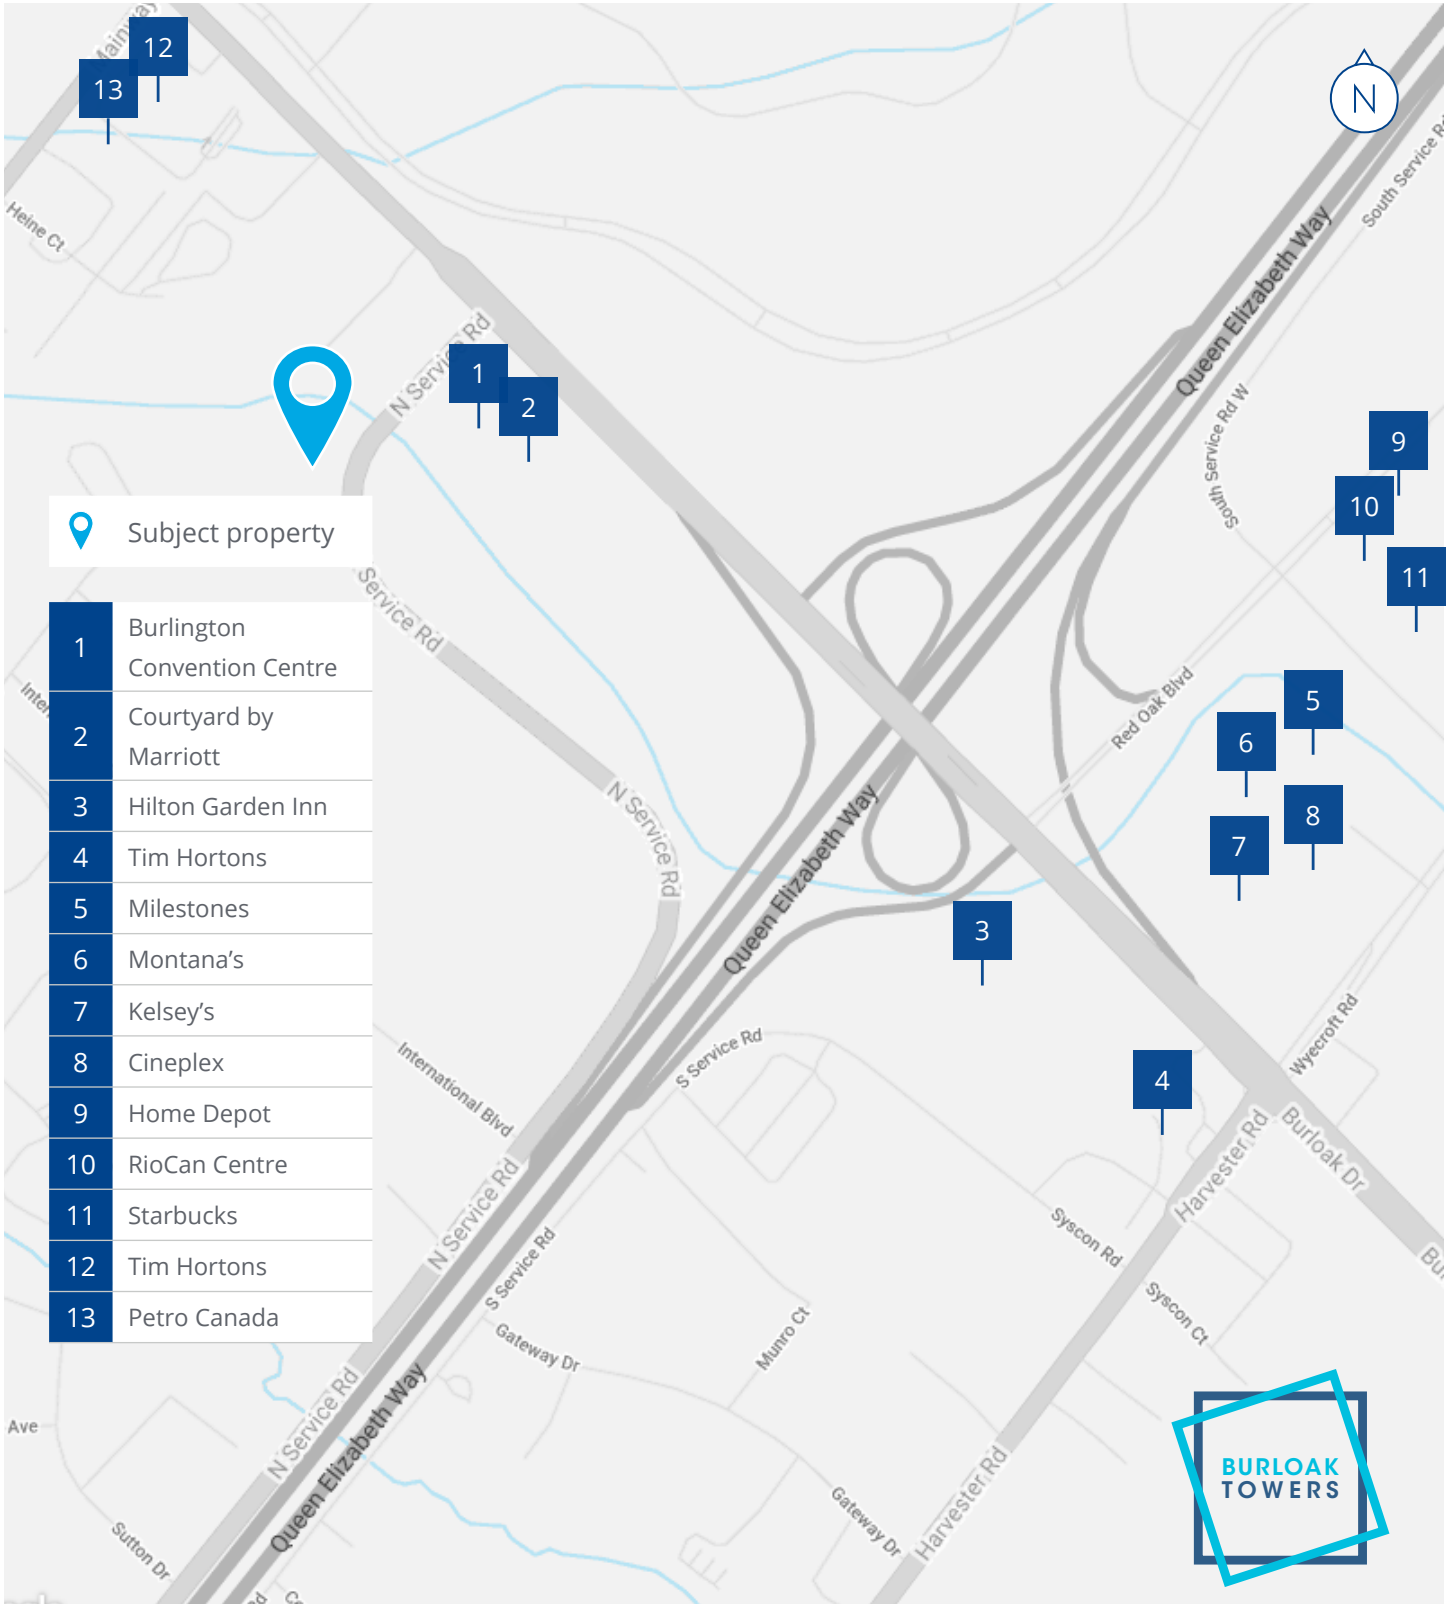 Mainway
12
13
N
South Service Rd
Heine Ct
Queen Elizabeth Way
N Service Rd
1
2
South Service Rd W
9
10
11
Subject property
Service Rd
1 Burlington
Convention Centre
2 Courtyard by
Marriott
3 Hilton Garden Inn
4 Tim Hortons
5 Milestones
6 Montana’s
7 Kelsey’s
8 Cineplex
9 Home Depot
10 RioCan Centre
11 Starbucks
12 Tim Hortons
13 Petro Canada
Red Oak Blvd
5
6
7
8
N Service Rd
Queen Elizabeth Way
3
S Service Rd
International Blvd
4
Wyecroft Rd
Harvester Rd
Burloak Dr
N Service Rd
S Service Rd
Syscon Rd
Syscon Ct
Gateway Dr
Munro Ct
N Service Rd
Queen Elizabeth Way
Ave
Sutton Dr
Gateway Dr
Harvester Rd
BURLOAK
TOWERS